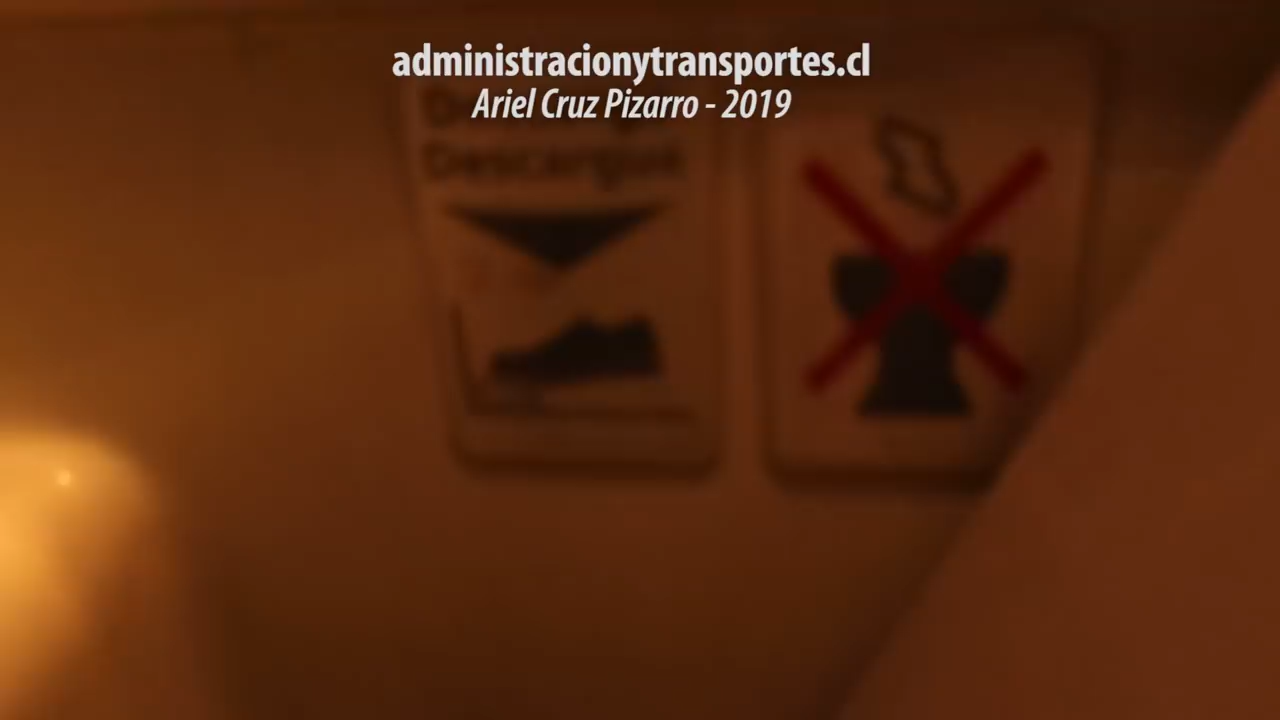 administracionytransportes.cl
Ariel Cruz Pizarro - 2019
Descargue